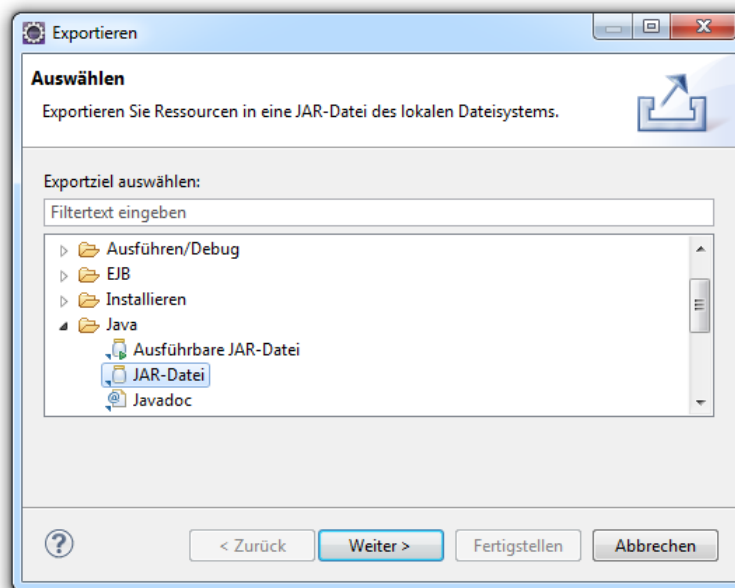 Exportieren
Auswählen
Exportieren Sie Ressourcen in eine JAR-Datei des lokalen Dateisystems.
Exportziel auswählen:
Filtertext eingeben
Ausführen/Debug
EJB
Installieren
Java
Ausführbare JAR-Datei
JAR-Datei
Javadoc
< Zurück Weiter > Fertigstellen Abbrechen